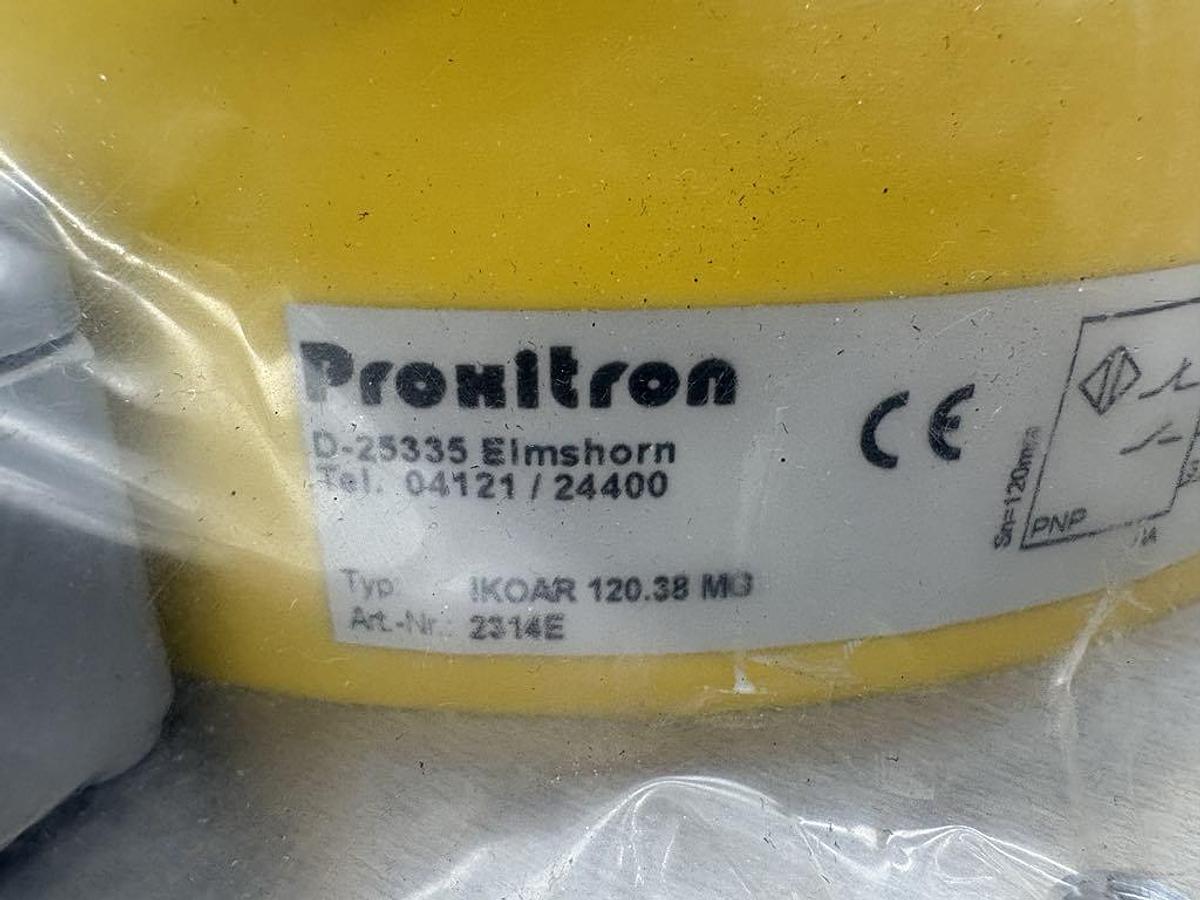 Proxitron
D-25335 Elmshorn
Tel. 04121 / 24400
CE
Typ: IKOAR 120.38 MG
Art.-Nr.: 2314E
Sn=120mm
PNP